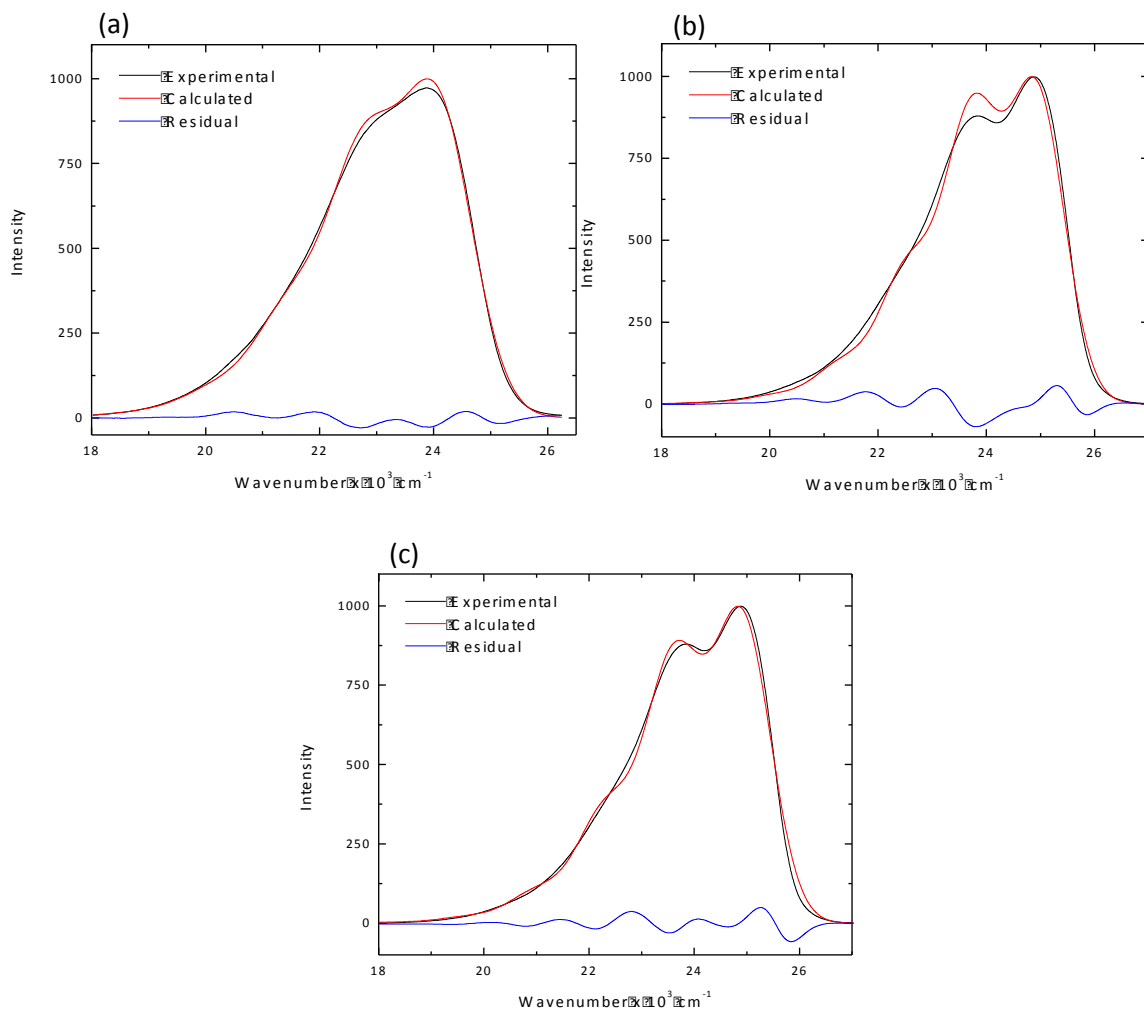 (a)
1000
750
500
250
0
Experimental
Calculated
Residual
Intensity
18 20 22 24 26
Wavenumber x 10³ cm⁻¹
(b)
1000
750
500
250
0
Experimental
Calculated
Residual
Intensity
18 20 22 24 26
Wavenumber x 10³ cm⁻¹
(c)
1000
750
500
250
0
Experimental
Calculated
Residual
Intensity
18 20 22 24 26
Wavenumber x 10³ cm⁻¹